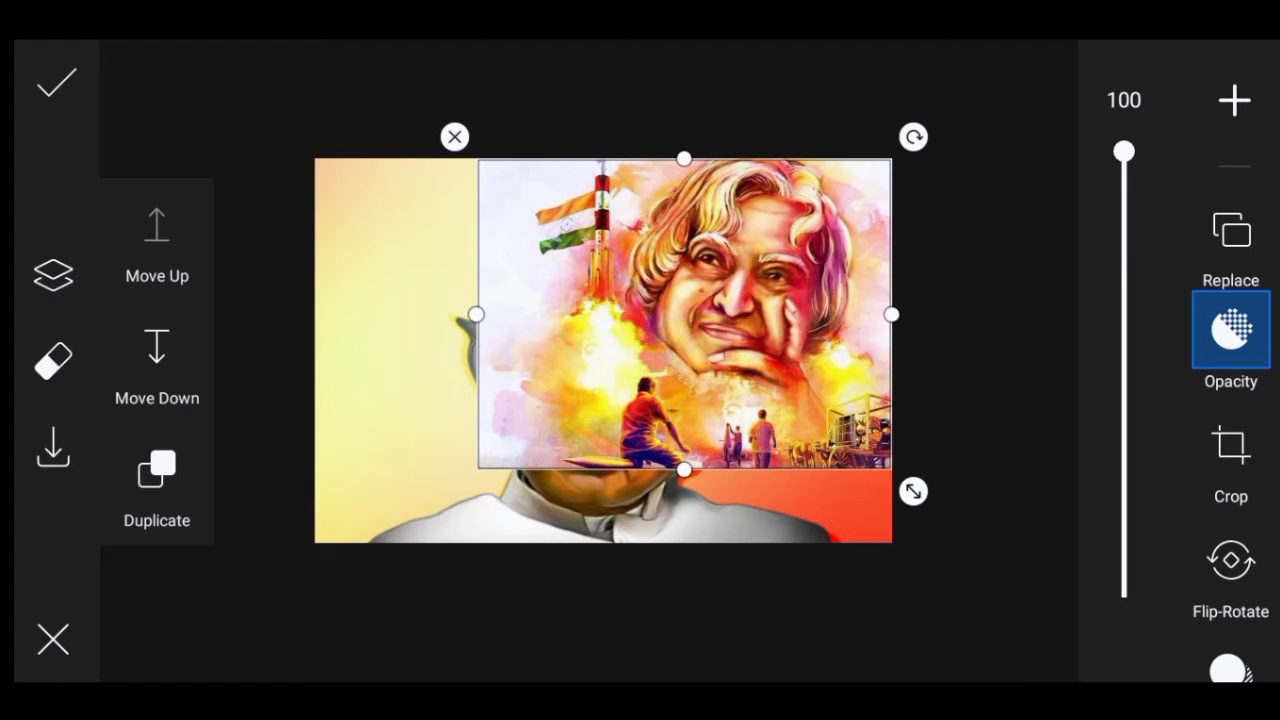 100
Move Up
Replace
Opacity
Move Down
Crop
Duplicate
Flip-Rotate